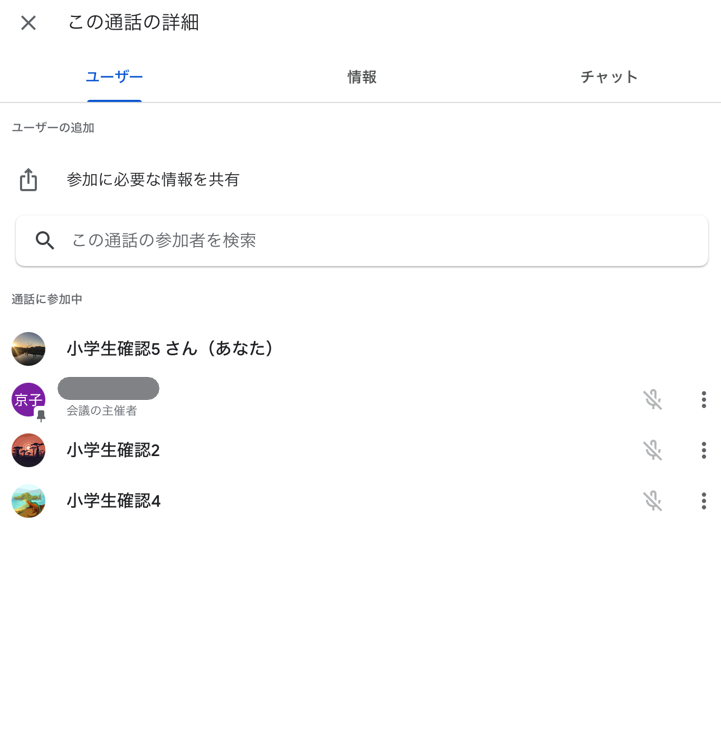 この通話の詳細
ユーザー 情報 チャット
ユーザーの追加
参加に必要な情報を共有
この通話の参加者を検索
通話に参加中
小学生確認5 さん（あなた）
京子
会議の主催者
小学生確認2
小学生確認4